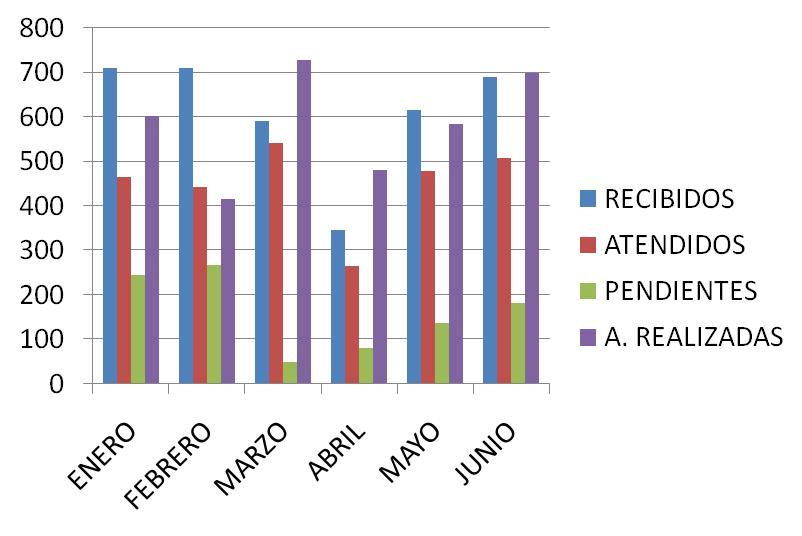 800
700
600
500
400
300
200
100
0
ENERO
FEBRERO
MARZO
ABRIL
MAYO
JUNIO
RECIBIDOS
ATENDIDOS
PENDIENTES
A. REALIZADAS